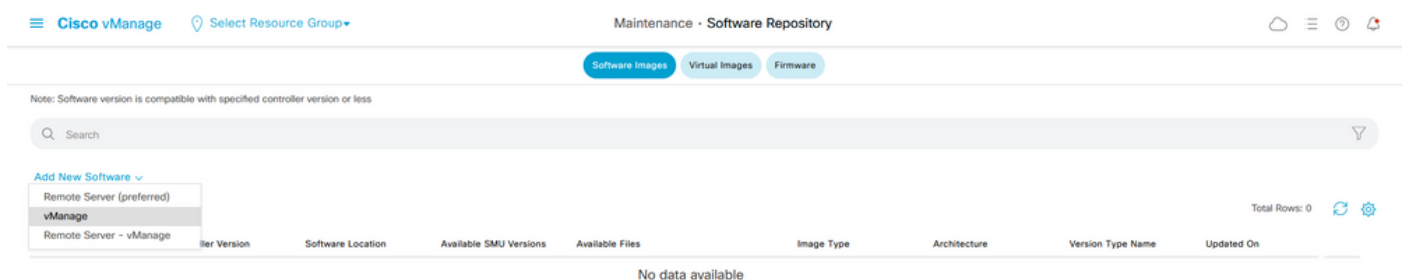 Cisco vManage Select Resource Group Maintenance · Software Repository
Software Images Virtual Images Firmware
Note: Software version is compatible with specified controller version or less
Search
Add New Software
Remote Server (preferred)
vManage
Total Rows: 0
Remote Server - vManage
ller Version Software Location Available SMU Versions Available Files Image Type Architecture Version Type Name Updated On
No data available